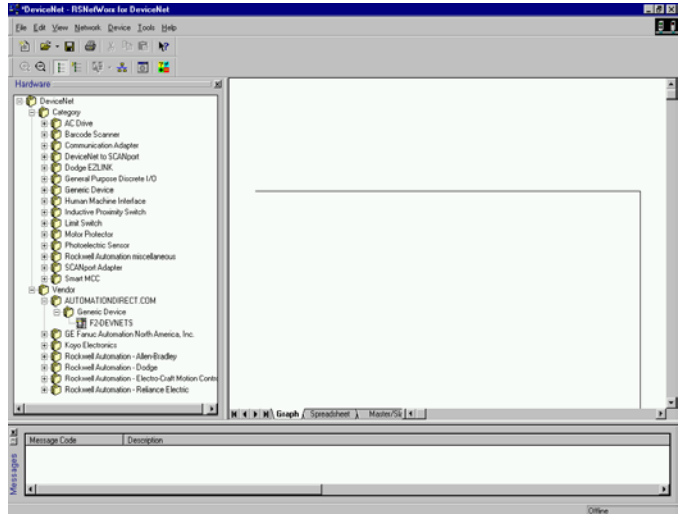 *DeviceNet - RSNetWorx for DeviceNet
File Edit View Network Device Tools Help
Hardware
DeviceNet
Category
AC Drive
Barcode Scanner
Communication Adapter
DeviceNet to SCANport
Dodge EZLINK
General Purpose Discrete I/O
Generic Device
Human Machine Interface
Inductive Proximity Switch
Limit Switch
Motor Protector
Photoelectric Sensor
Rockwell Automation miscellaneous
SCANport Adapter
Smart MCC
Vendor
AUTOMATIONDIRECT.COM
Generic Device
F2-DEVNETS
GE Fanuc Automation North America, Inc.
Koyo Electronics
Rockwell Automation - Allen-Bradley
Rockwell Automation - Dodge
Rockwell Automation - Electro-Craft Motion Contr
Rockwell Automation - Reliance Electric
Graph Spreadsheet Master/Sl
Messages
Message Code Description
Offline